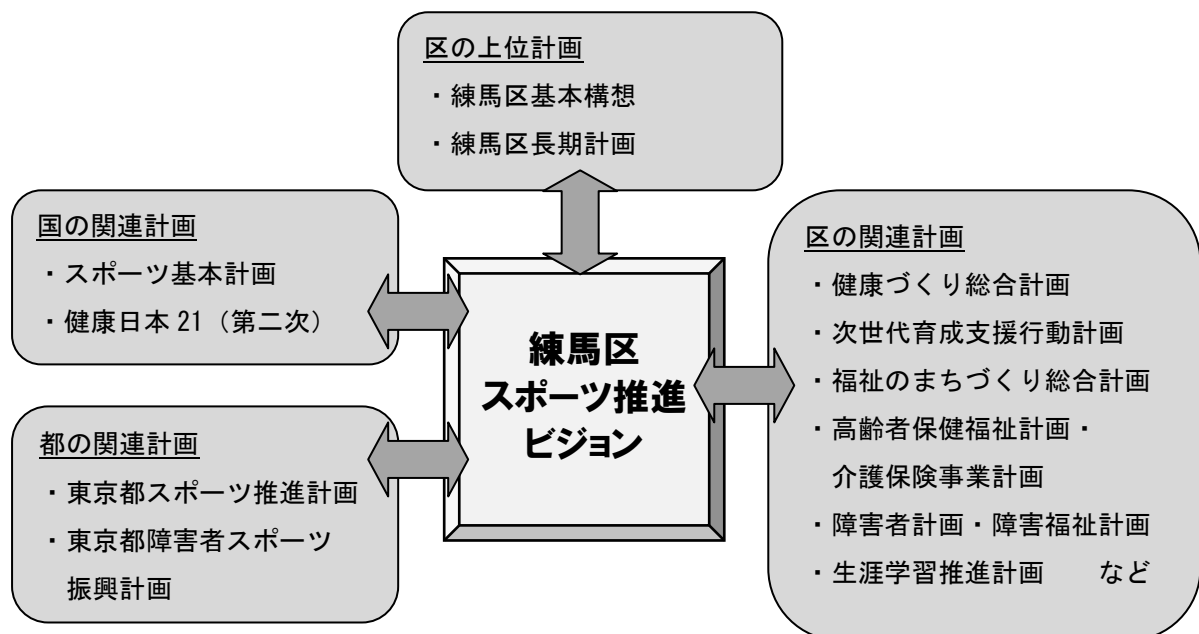 区の上位計画
・練馬区基本構想
・練馬区長期計画
国の関連計画
・スポーツ基本計画
・健康日本 21（第二次）
都の関連計画
・東京都スポーツ推進計画
・東京都障害者スポーツ
振興計画
練馬区
スポーツ推進
ビジョン
区の関連計画
・健康づくり総合計画
・次世代育成支援行動計画
・福祉のまちづくり総合計画
・高齢者保健福祉計画・
介護保険事業計画
・障害者計画・障害福祉計画
・生涯学習推進計画　　など